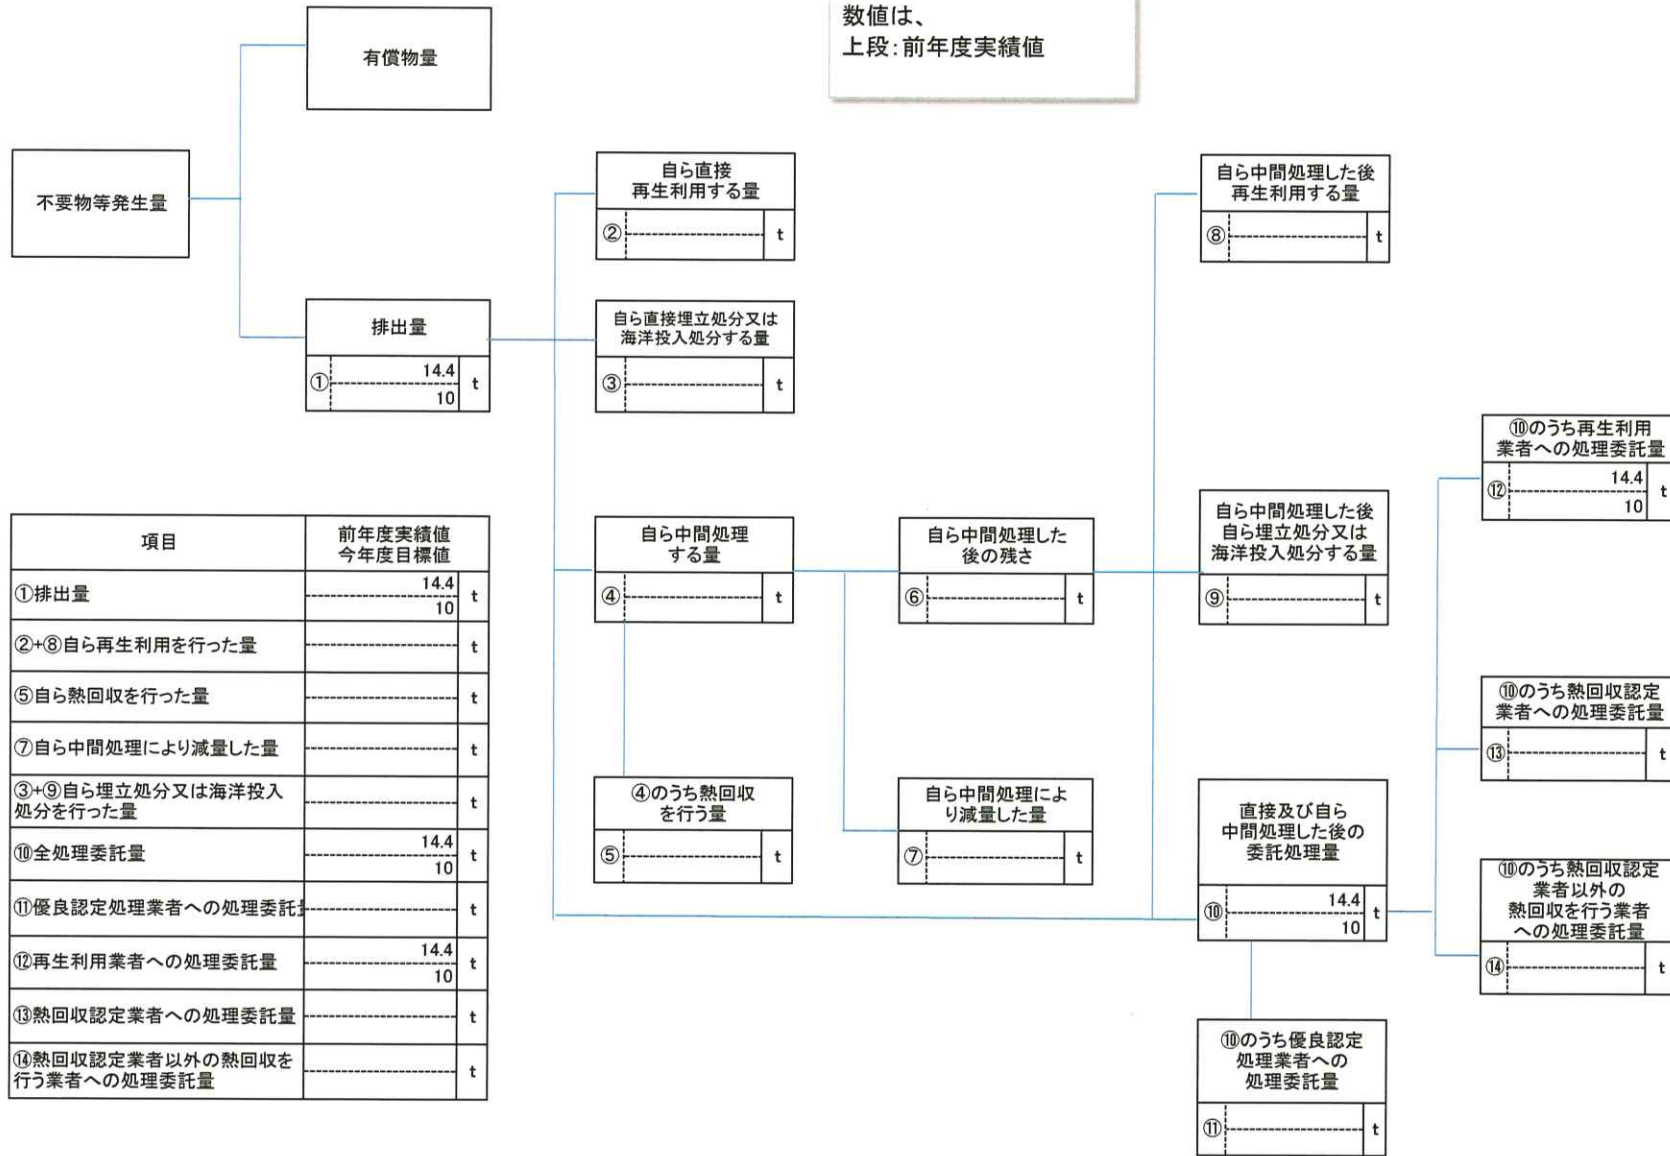 数値は、
上段:前年度実績値
有償物量
不要物等発生量
排出量
① 14.4 t
10
自ら直接
再生利用する量
② t
自ら直接埋立処分又は
海洋投入処分する量
③ t
自ら中間処理
する量
④ t
④のうち熱回収
を行う量
⑤ t
自ら中間処理した
後の残さ
⑥ t
自ら中間処理によ
り減量した量
⑦ t
自ら中間処理した後
再生利用する量
⑧ t
自ら中間処理した後
自ら埋立処分又は
海洋投入処分する量
⑨ t
直接及び自ら
中間処理した後の
委託処理量
⑩ 14.4 t
10
⑩のうち優良認定
処理業者への
処理委託量
⑪ t
⑩のうち再生利用
業者への処理委託量
⑫ 14.4 t
10
⑩のうち熱回収認定
業者への処理委託量
⑬ t
⑩のうち熱回収認定
業者以外の
熱回収を行う業者
への処理委託量
⑭ t
項目 前年度実績値
今年度目標値
①排出量 14.4 t
10
②+⑧自ら再生利用を行った量 t
⑤自ら熱回収を行った量 t
⑦自ら中間処理により減量した量 t
③+⑨自ら埋立処分又は海洋投入
処分を行った量 t
⑩全処理委託量 14.4 t
10
⑪優良認定処理業者への処理委託 t
⑫再生利用業者への処理委託量 14.4 t
10
⑬熱回収認定業者への処理委託量 t
⑭熱回収認定業者以外の熱回収を
行う業者への処理委託量 t